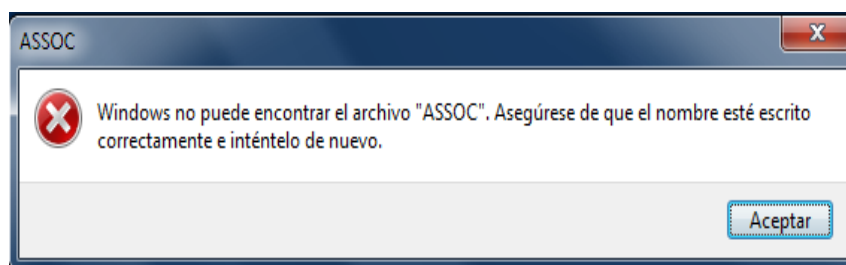 ASSOC
Windows no puede encontrar el archivo "ASSOC". Asegúrese de que el nombre esté escrito
correctamente e inténtelo de nuevo.
Aceptar